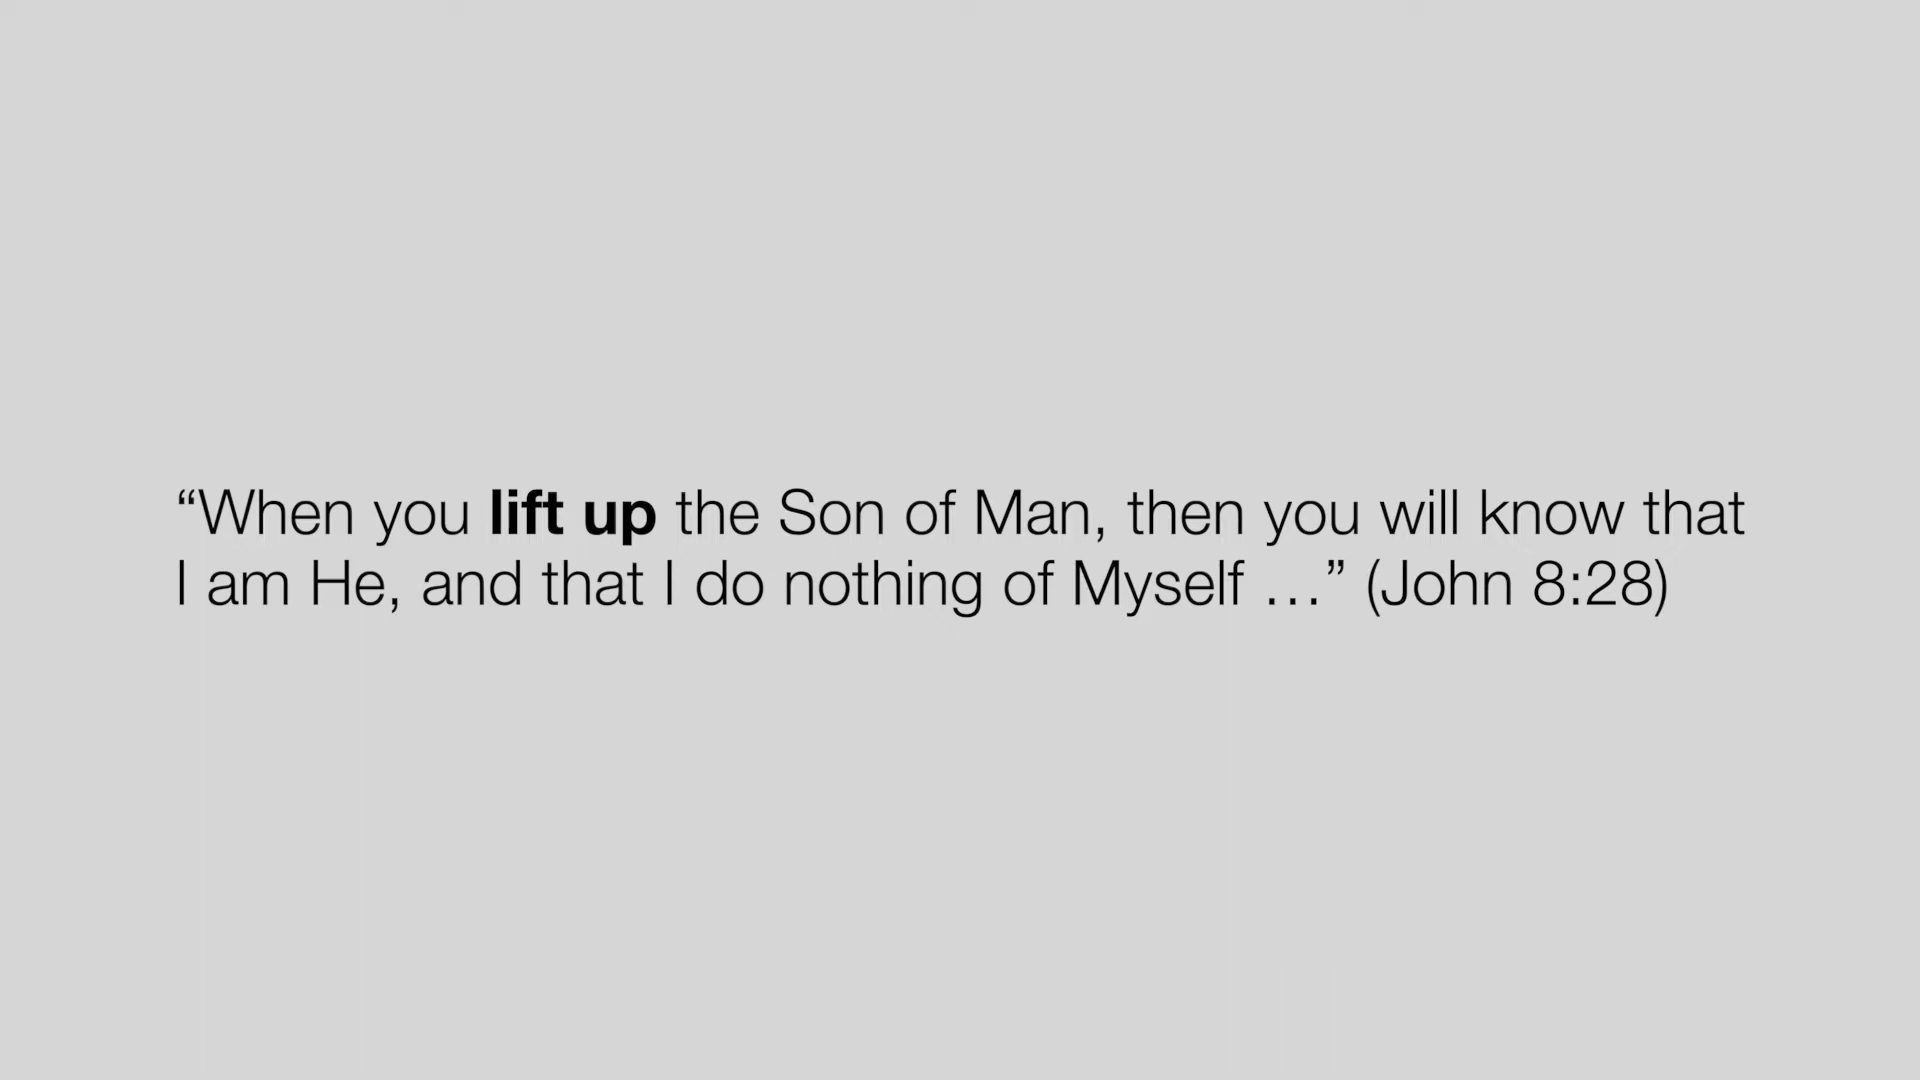 “When you lift up the Son of Man, then you will know that
I am He, and that I do nothing of Myself …” (John 8:28)